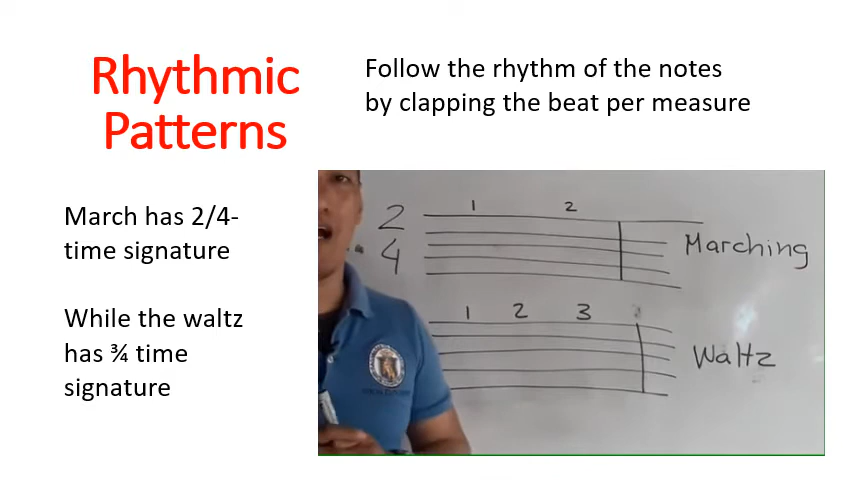 Rhythmic
Patterns
Follow the rhythm of the notes
by clapping the beat per measure
March has 2/4-
time signature
While the waltz
has ¾ time
signature
1 2
2
4
Marching
1 2 3
Waltz